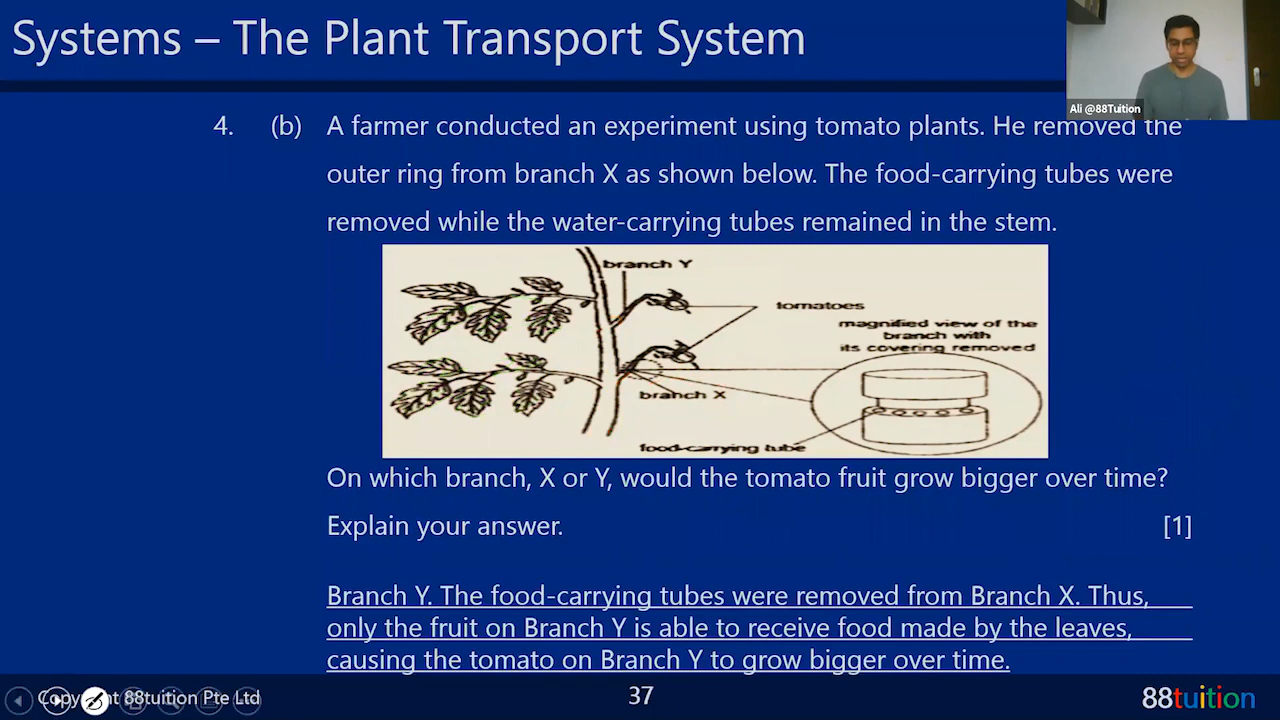 Systems – The Plant Transport System
Ali @88Tuition
4. (b) A farmer conducted an experiment using tomato plants. He removed the
outer ring from branch X as shown below. The food-carrying tubes were
removed while the water-carrying tubes remained in the stem.
branch Y
tomatoes
magnified view of the
branch with
its covering removed
branch X
food-carrying tube
On which branch, X or Y, would the tomato fruit grow bigger over time?
Explain your answer. [1]
Branch Y. The food-carrying tubes were removed from Branch X. Thus,
only the fruit on Branch Y is able to receive food made by the leaves,
causing the tomato on Branch Y to grow bigger over time.
88tuition Pte Ltd
37
88tuition